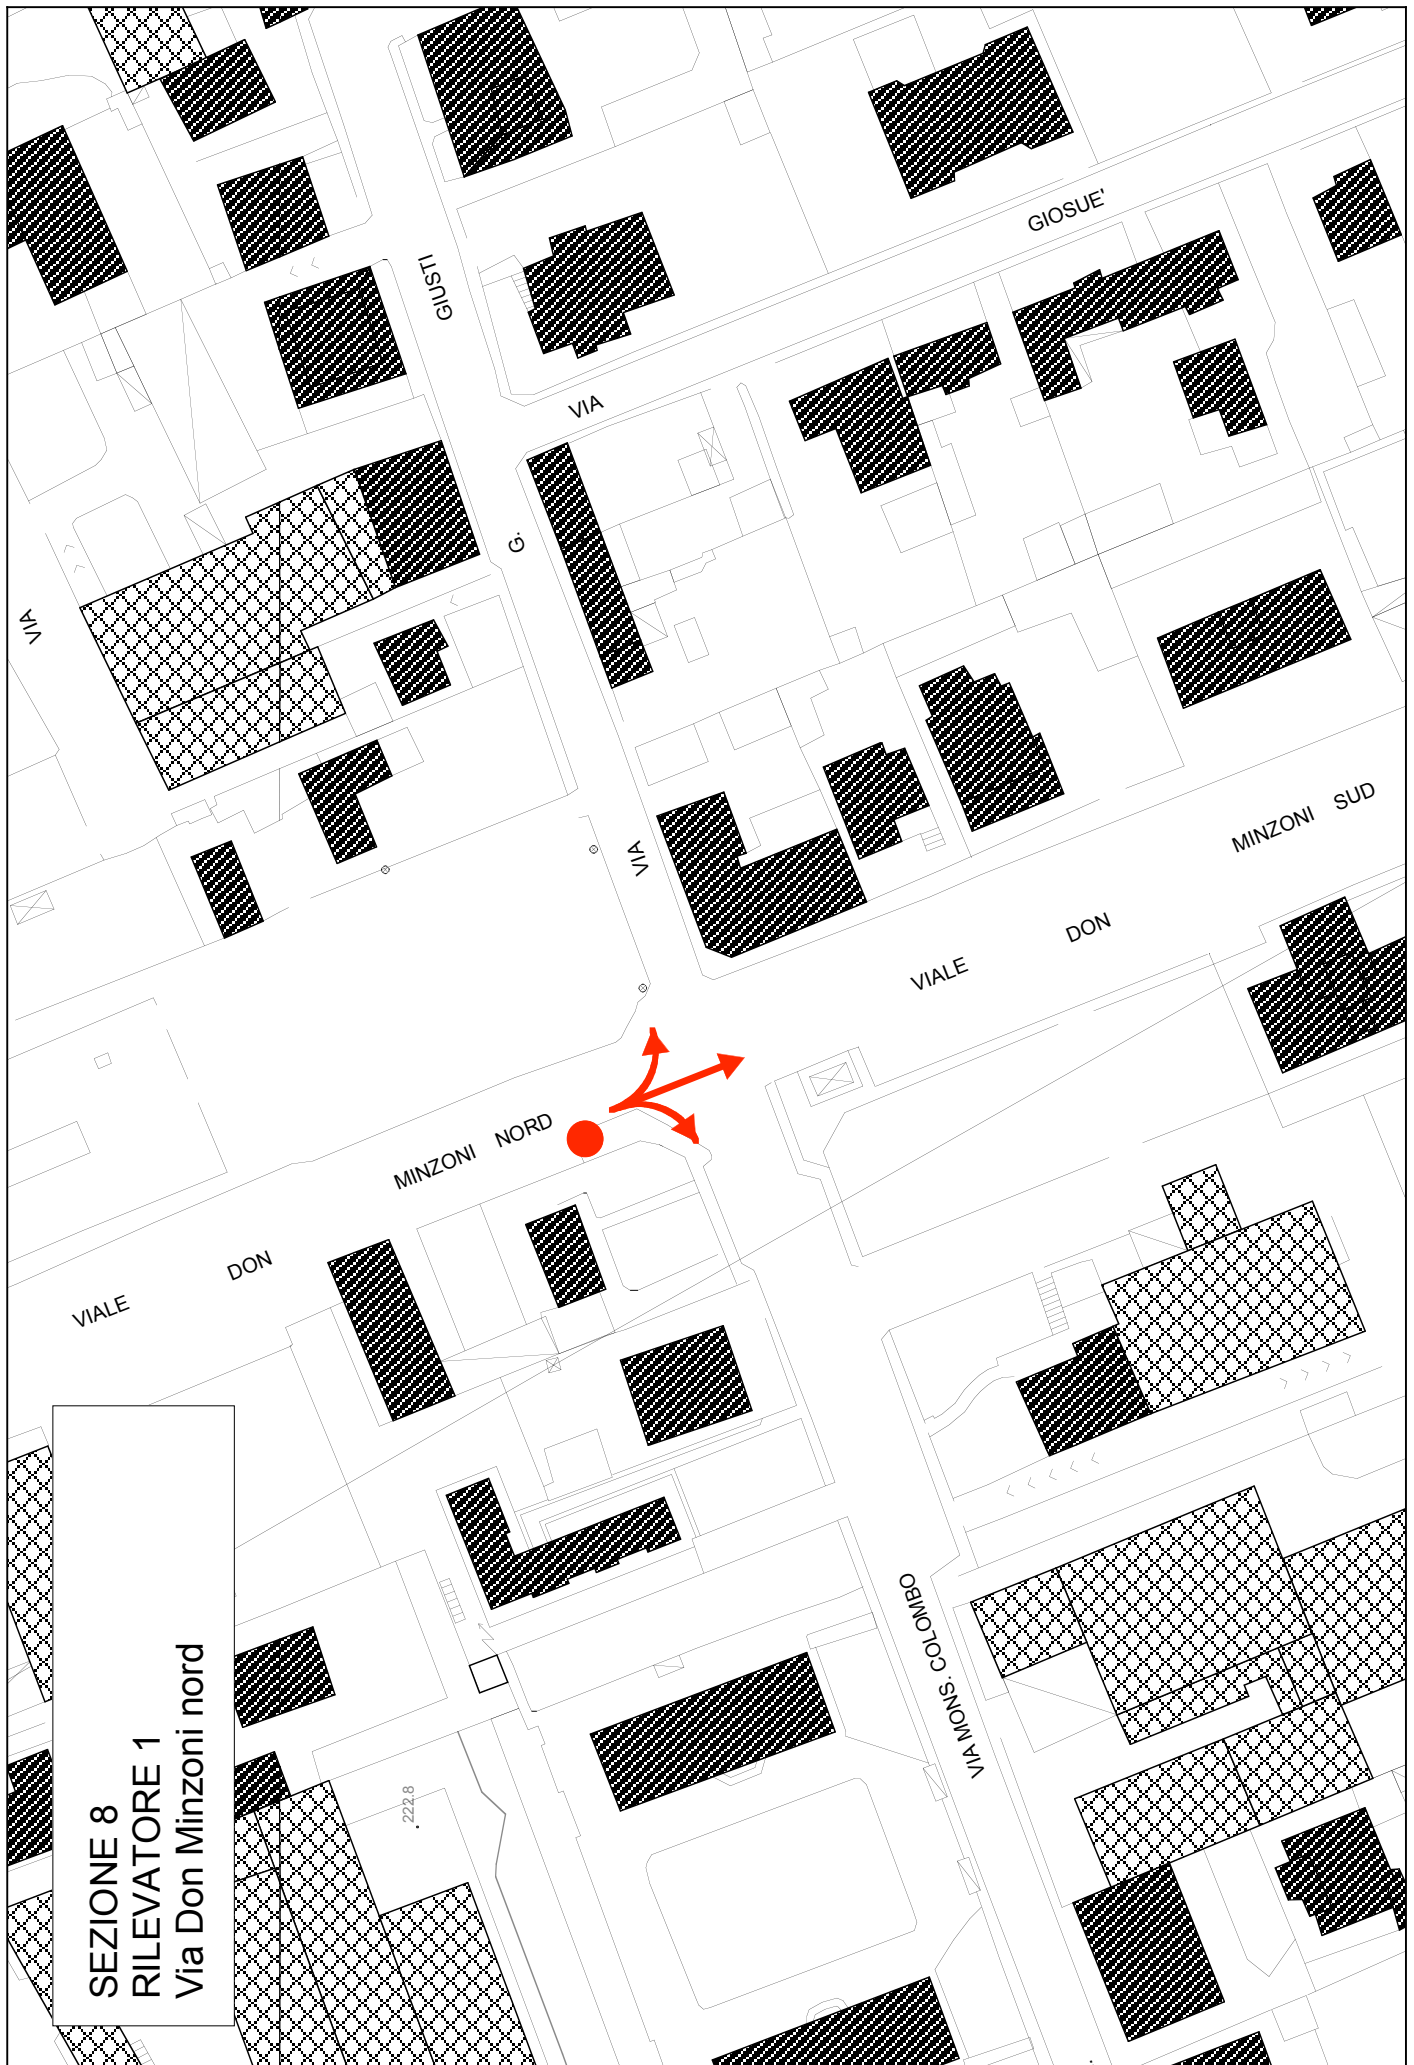 GIOSUE'
GIUSTI
VIA
G.
VIA
VIA
MINZONI SUD
DON
VIALE
MINZONI NORD
DON
VIALE
VIA MONS. COLOMBO
222.8
SEZIONE 8
RILEVATORE 1
Via Don Minzoni nord